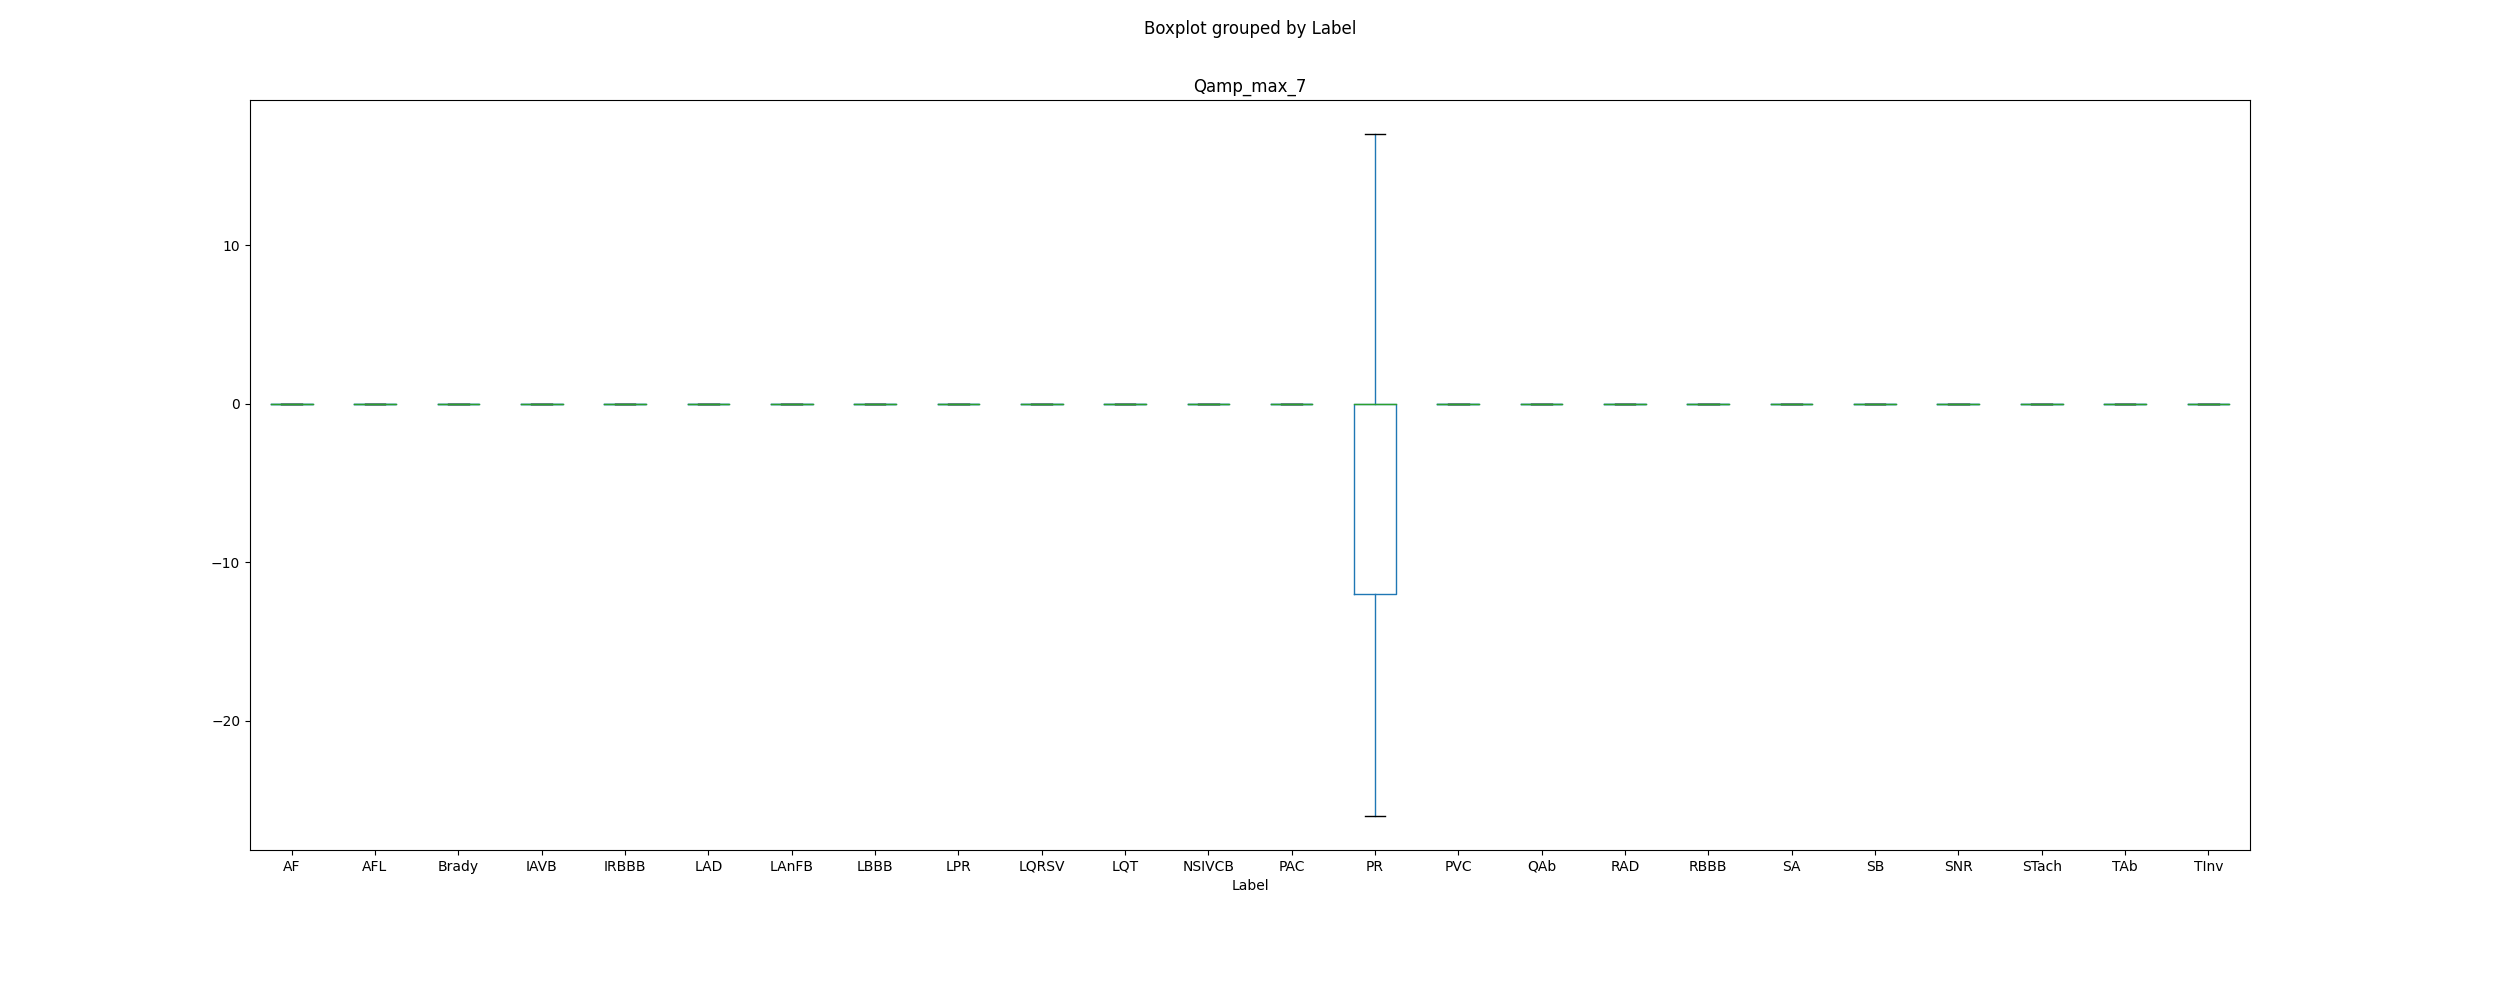 Boxplot grouped by Label
Qamp_max_7
10
0
−10
−20
AF AFL Brady IAVB IRBBB LAD LAnFB LBBB LPR LQRSV LQT NSIVCB PAC PR PVC QAb RAD RBBB SA SB SNR STach TAb TInv
Label